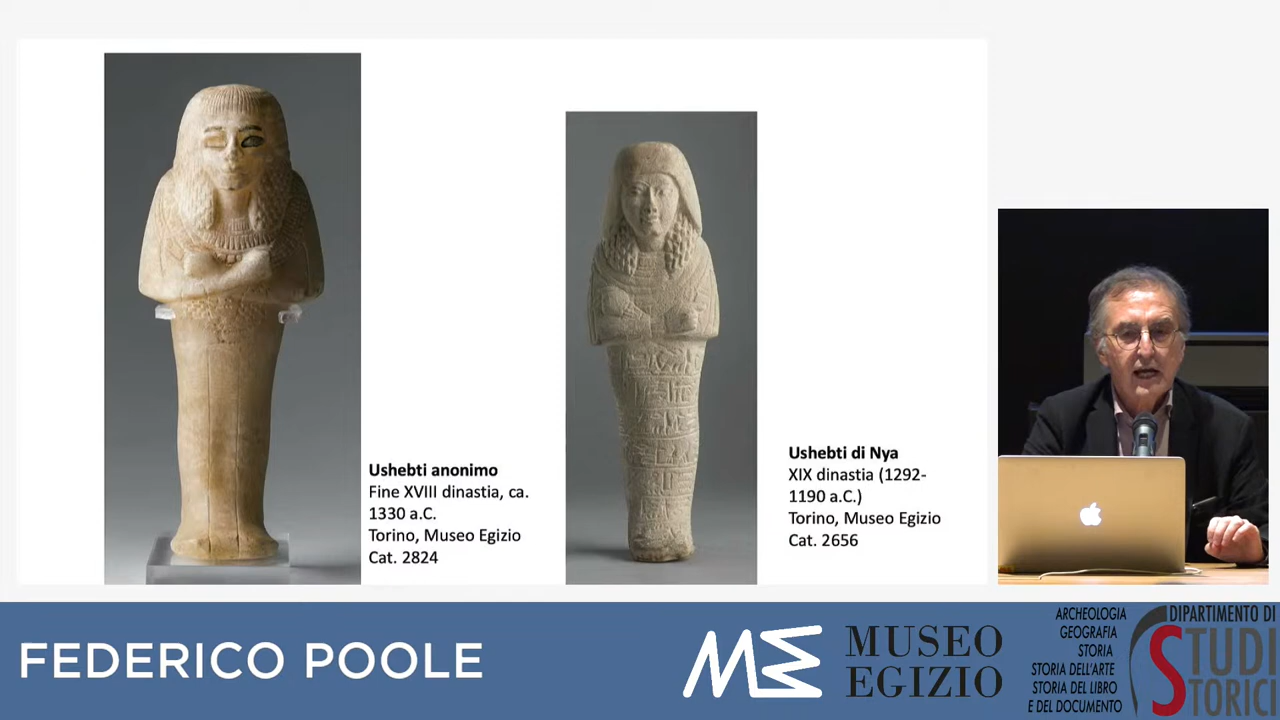 Ushebti anonimo
Fine XVIII dinastia, ca.
1330 a.C.
Torino, Museo Egizio
Cat. 2824
Ushebti di Nya
XIX dinastia (1292-
1190 a.C.)
Torino, Museo Egizio
Cat. 2656
FEDERICO POOLE
ME
MUSEO
EGIZIO
ARCHEOLOGIA
GEOGRAFIA
STORIA
STORIA DELL'ARTE
STORIA DEL LIBRO
E DEL DOCUMENTO
DIPARTIMENTO DI
STUDI
STORICI